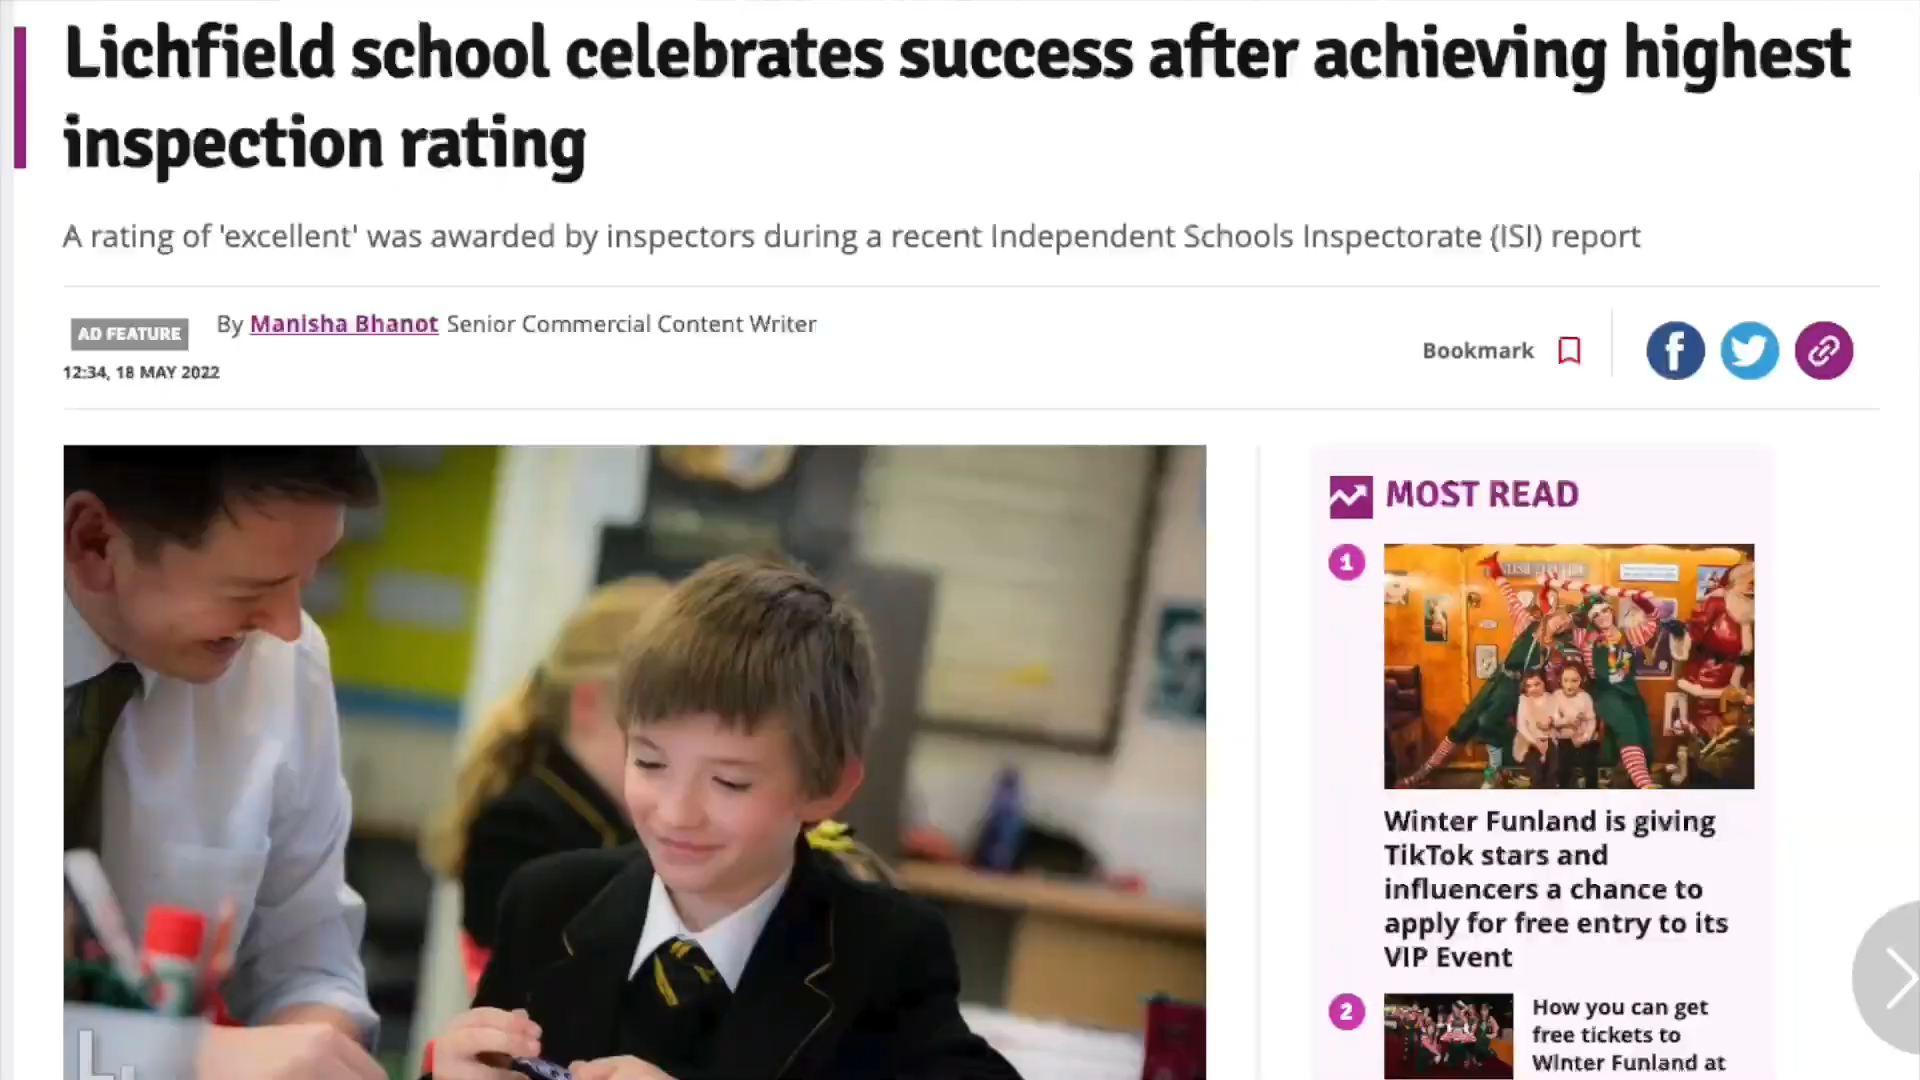 Lichfield school celebrates success after achieving highest
inspection rating
A rating of 'excellent' was awarded by inspectors during a recent Independent Schools Inspectorate (ISI) report
AD FEATURE
By Manisha Bhanot Senior Commercial Content Writer
12:34, 18 MAY 2022
Bookmark
MOST READ
1
Winter Funland is giving
TikTok stars and
influencers a chance to
apply for free entry to its
VIP Event
2
How you can get
free tickets to
Winter Funland at